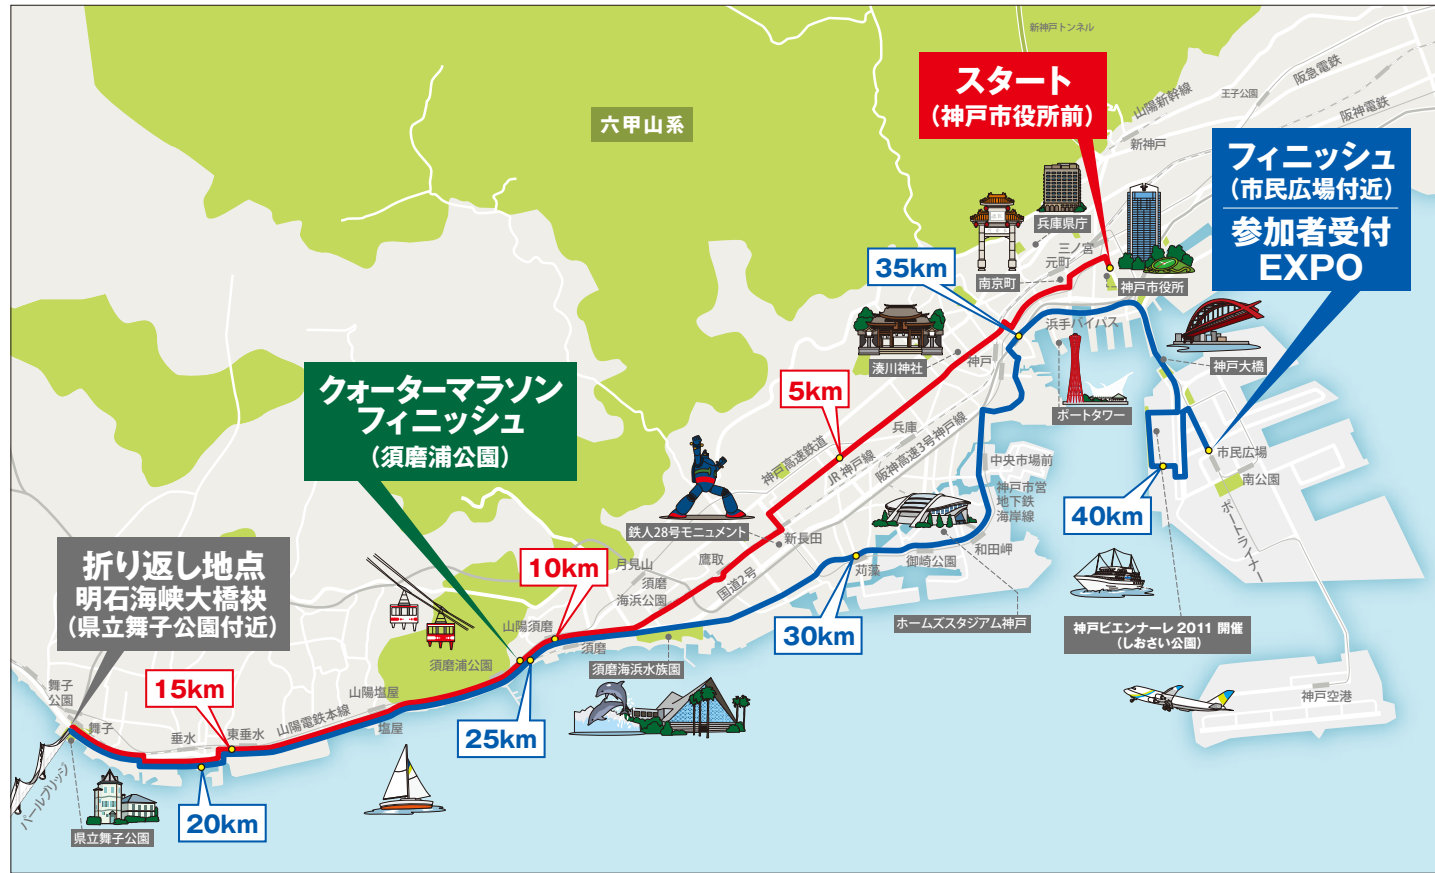 新神戸トンネル
スタート
(神戸市役所前)
山陽新幹線
王子公園
阪急電鉄
阪神電鉄
新神戸
六甲山系
フィニッシュ
(市民広場付近)
参加者受付
EXPO
兵庫県庁
三ノ宮
元町
南京町
神戸市役所
35km
浜手バイパス
神戸大橋
湊川神社
神戸
ポートタワー
クォーターマラソン
フィニッシュ
(須磨浦公園)
5km
兵庫
神戸高速鉄道
JR神戸線
阪神高速3号神戸線
中央市場前
神戸市営
地下鉄
海岸線
市民広場
南公園
ポートライナー
40km
鉄人28号モニュメント
新長田
鷹取
国道2号
月見山
須磨
海浜公園
和田岬
御崎公園
苅藻
30km
ホームズスタジアム神戸
神戸ビエンナーレ2011 開催
(しおさい公園)
折り返し地点
明石海峡大橋袂
(県立舞子公園付近)
10km
山陽須磨
須磨
須磨浦公園
須磨海浜水族園
25km
神戸空港
舞子
公園
舞子
15km
垂水
東垂水
山陽電鉄本線
山陽塩屋
塩屋
パールブリッジ
県立舞子公園
20km